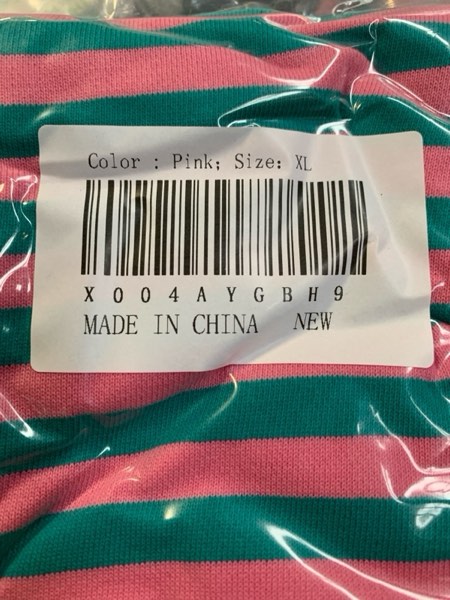 Color : Pink; Size: XL
X004AYGBH9
MADE IN CHINA NEW